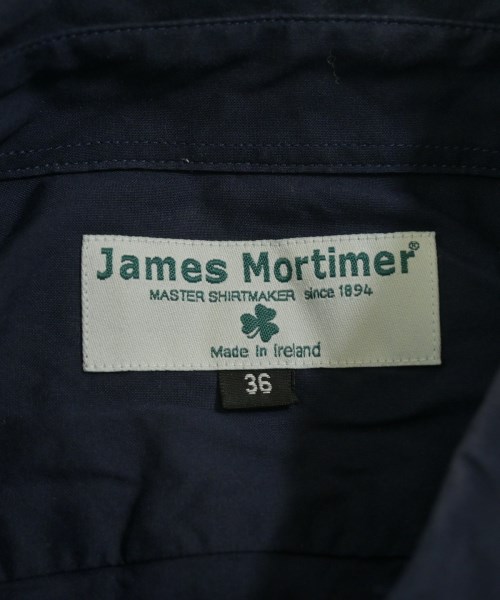 James Mortimer®
MASTER SHIRTMAKER since 1894
Made in Ireland
36